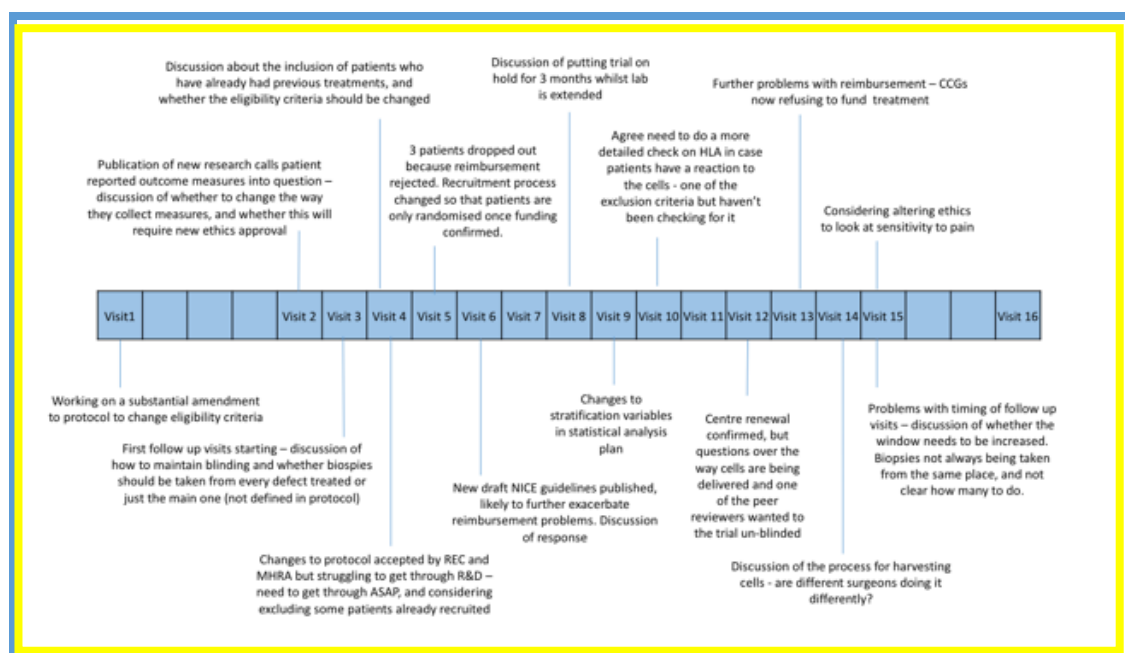 Discussion about the inclusion of patients who
have already had previous treatments, and
whether the eligibility criteria should be changed
Discussion of putting trial on
hold for 3 months whilst lab
is extended
Further problems with reimbursement – CCGs
now refusing to fund treatment
Publication of new research calls patient
reported outcome measures into question –
discussion of whether to change the way
they collect measures, and whether this will
require new ethics approval
3 patients dropped out
because reimbursement
rejected. Recruitment process
changed so that patients are
only randomised once funding
confirmed.
Agree need to do a more
detailed check on HLA in case
patients have a reaction to
the cells - one of the
exclusion criteria but haven't
been checking for it
Considering altering ethics
to look at sensitivity to pain
Visit1
Visit 2
Visit 3
Visit 4
Visit 5
Visit 6
Visit 7
Visit 8
Visit 9
Visit 10
Visit 11
Visit 12
Visit 13
Visit 14
Visit 15
Visit 16
Working on a substantial amendment
to protocol to change eligibility criteria
First follow up visits starting – discussion of
how to maintain blinding and whether biospies
should be taken from every defect treated or
just the main one (not defined in protocol)
Changes to protocol accepted by REC and
MHRA but struggling to get through R&D –
need to get through ASAP, and considering
excluding some patients already recruited
New draft NICE guidelines published,
likely to further exacerbate
reimbursement problems. Discussion
of response
Changes to
stratification variables
in statistical analysis
plan
Centre renewal
confirmed, but
questions over the
way cells are being
delivered and one
of the peer
reviewers wanted to
the trial un-blinded
Discussion of the process for harvesting
cells - are different surgeons doing it
differently?
Problems with timing of follow up
visits – discussion of whether the
window needs to be increased.
Biopsies not always being taken
from the same place, and not
clear how many to do.